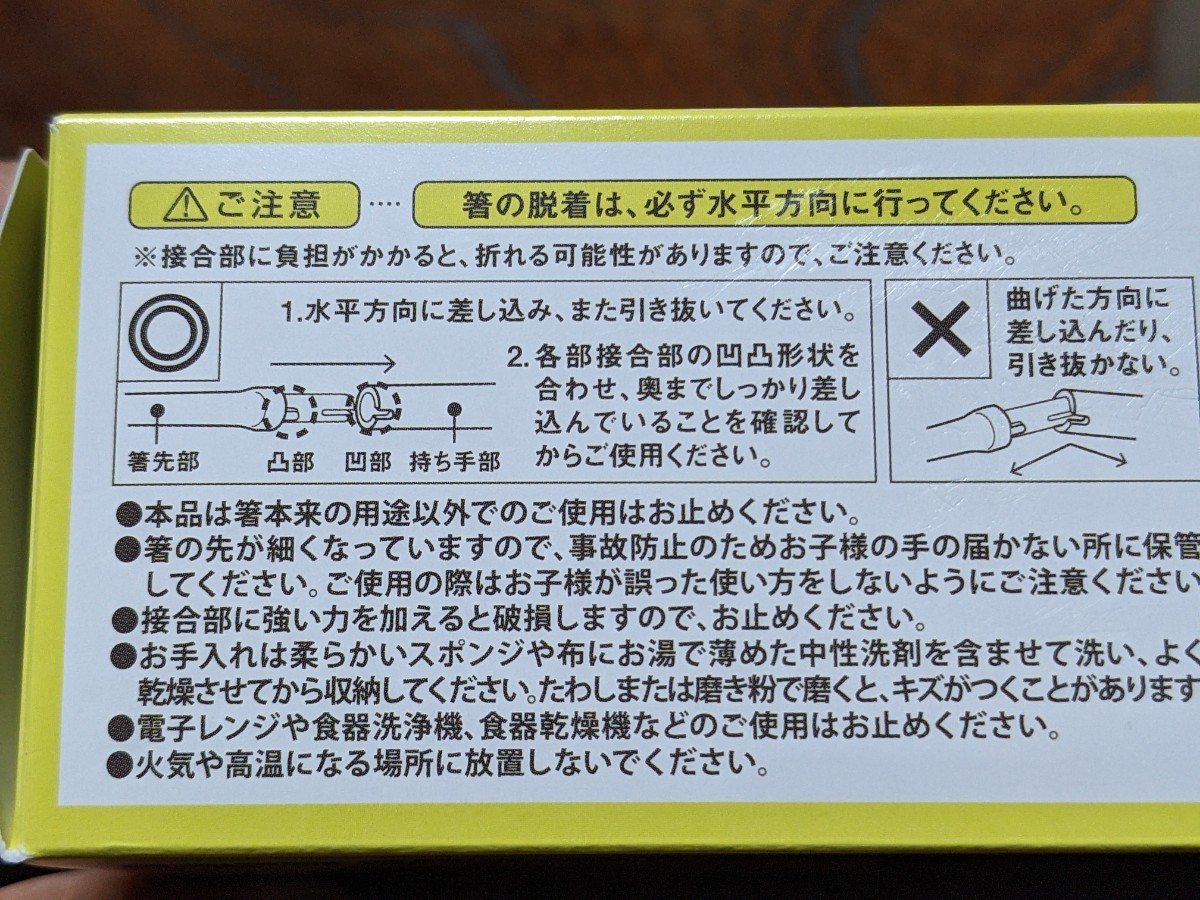 ⚠ご注意 ････ 箸の脱着は、必ず水平方向に行ってください。
※接合部に負担がかかると、折れる可能性がありますので、ご注意ください。
1.水平方向に差し込み、また引き抜いてください。
2.各部接合部の凹凸形状を
合わせ、奥までしっかり差し
込んでいることを確認して
からご使用ください。
箸先部 凸部 凹部 持ち手部
曲げた方向に
差し込んだり、
引き抜かない。
●本品は箸本来の用途以外でのご使用はお止めください。
●箸の先が細くなっていますので、事故防止のためお子様の手の届かない所に保管
してください。ご使用の際はお子様が誤った使い方をしないようにご注意ください
●接合部に強い力を加えると破損しますので、お止めください。
●お手入れは柔らかいスポンジや布にお湯で薄めた中性洗剤を含ませて洗い、よく
乾燥させてから収納してください。たわしまたは磨き粉で磨くと、キズがつくことがあります
●電子レンジや食器洗浄機、食器乾燥機などのご使用はお止めください。
●火気や高温になる場所に放置しないでください。